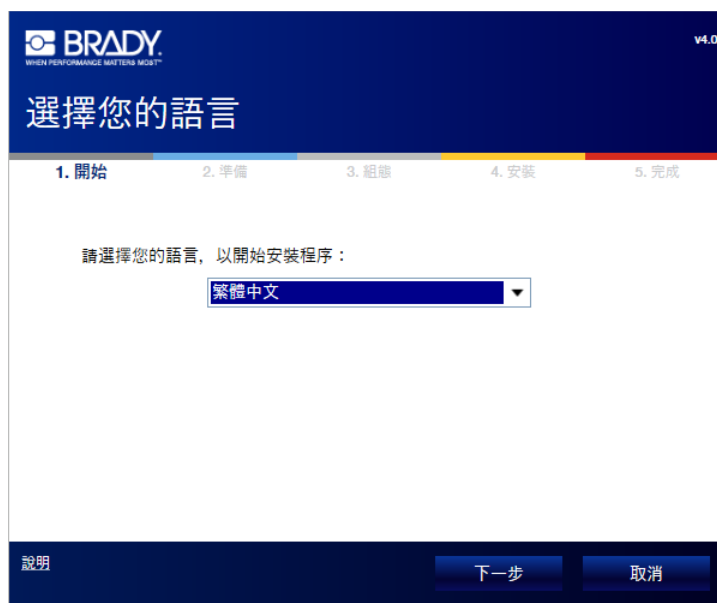 BRADY.
WHEN PERFORMANCE MATTERS MOST™
v4.0
選擇您的語言
1. 開始 2. 準備 3. 組態 4. 安裝 5. 完成
請選擇您的語言，以開始安裝程序：
繁體中文
說明 下一步 取消